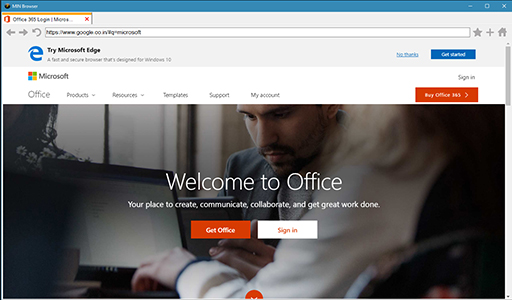 MIN Browser
Office 365 Login | Micros...
https://www.google.co.in/#q=microsoft
Try Microsoft Edge
A fast and secure browser that's designed for Windows 10
No thanks
Get started
Microsoft
Sign in
Office
Products
Resources
Templates
Support
My account
Buy Office 365
Welcome to Office
Your place to create, communicate, collaborate, and get great work done.
Get Office
Sign in